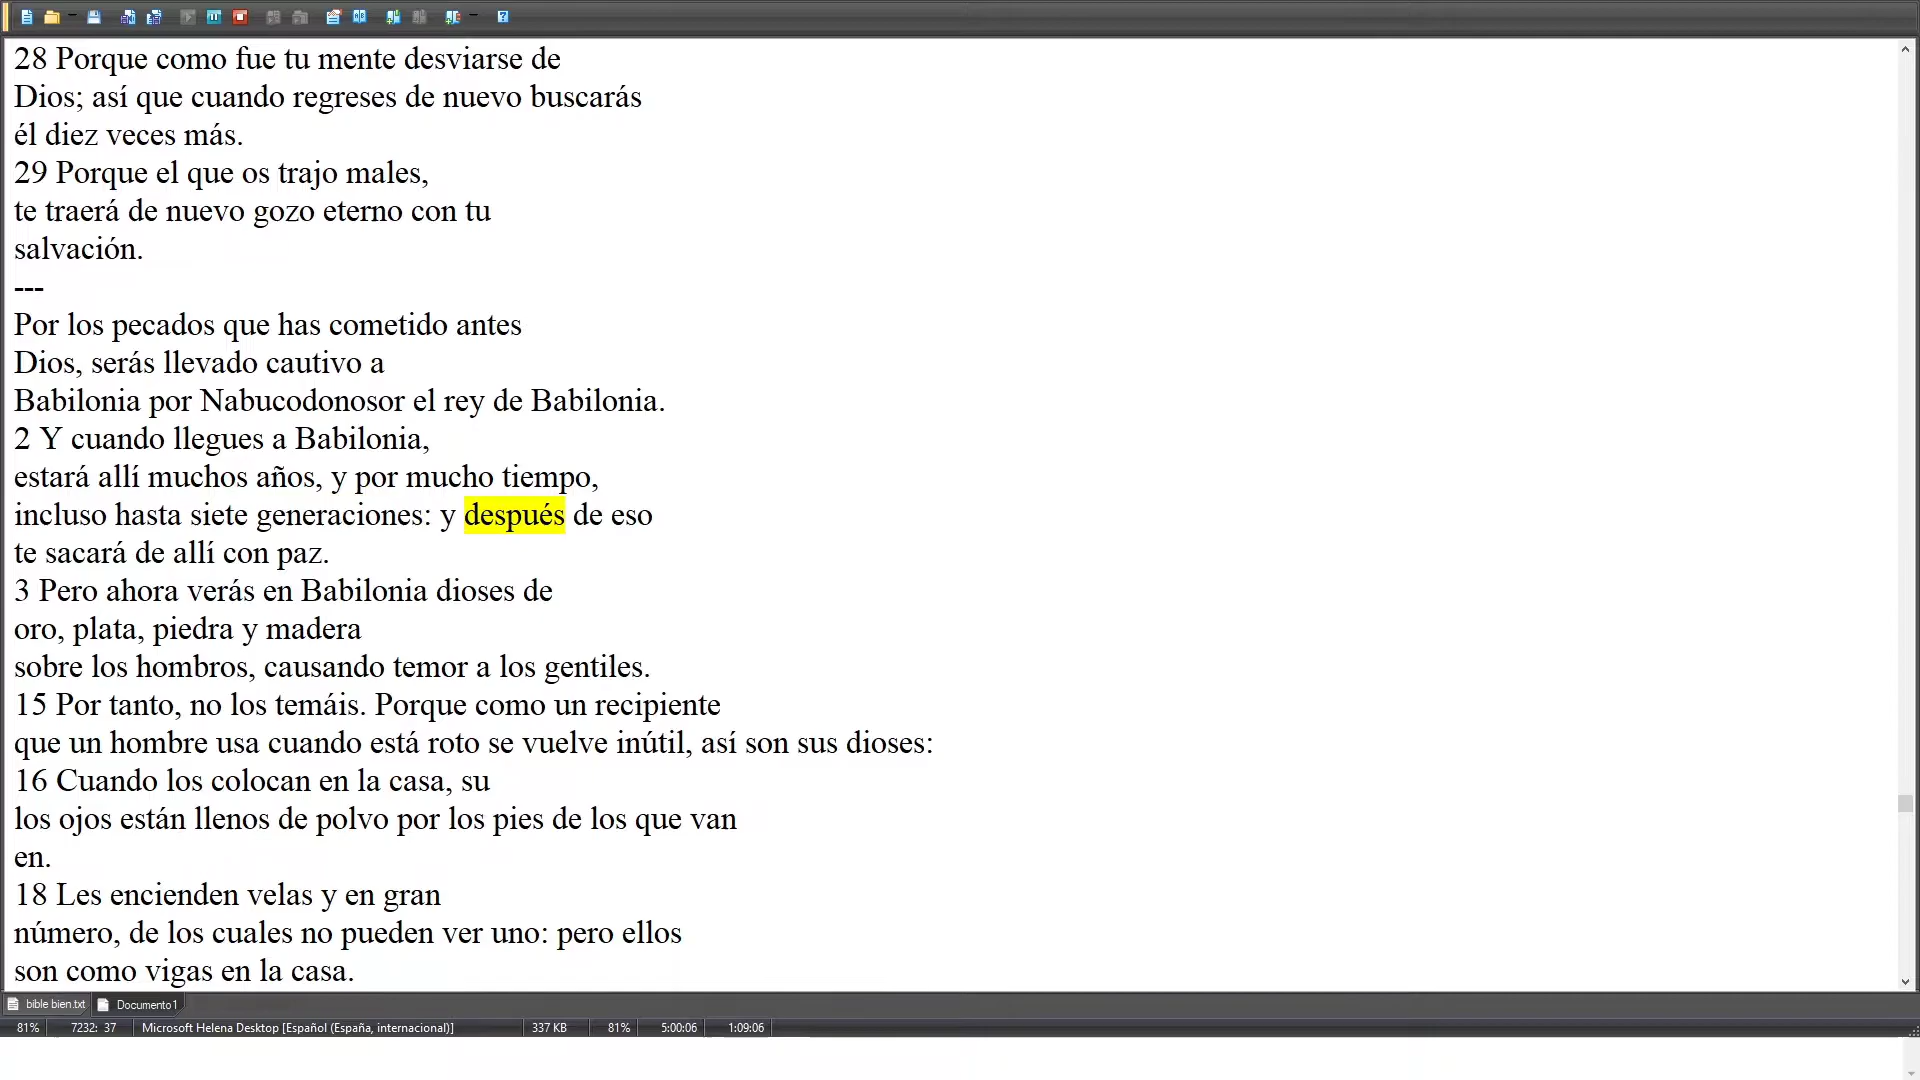 28 Porque como fue tu mente desviarse de
Dios; así que cuando regreses de nuevo buscarás
él diez veces más.
29 Porque el que os trajo males,
te traerá de nuevo gozo eterno con tu
salvación.
---
Por los pecados que has cometido antes
Dios, serás llevado cautivo a
Babilonia por Nabucodonosor el rey de Babilonia.
2 Y cuando llegues a Babilonia,
estará allí muchos años, y por mucho tiempo,
incluso hasta siete generaciones: y después de eso
te sacará de allí con paz.
3 Pero ahora verás en Babilonia dioses de
oro, plata, piedra y madera
sobre los hombros, causando temor a los gentiles.
15 Por tanto, no los temáis. Porque como un recipiente
que un hombre usa cuando está roto se vuelve inútil, así son sus dioses:
16 Cuando los colocan en la casa, su
los ojos están llenos de polvo por los pies de los que van
en.
18 Les encienden velas y en gran
número, de los cuales no pueden ver uno: pero ellos
son como vigas en la casa.
bible bien.txt Documento1
81% 7232: 37 Microsoft Helena Desktop [Español (España, internacional)] 337 KB 81% 5:00:06 1:09:06